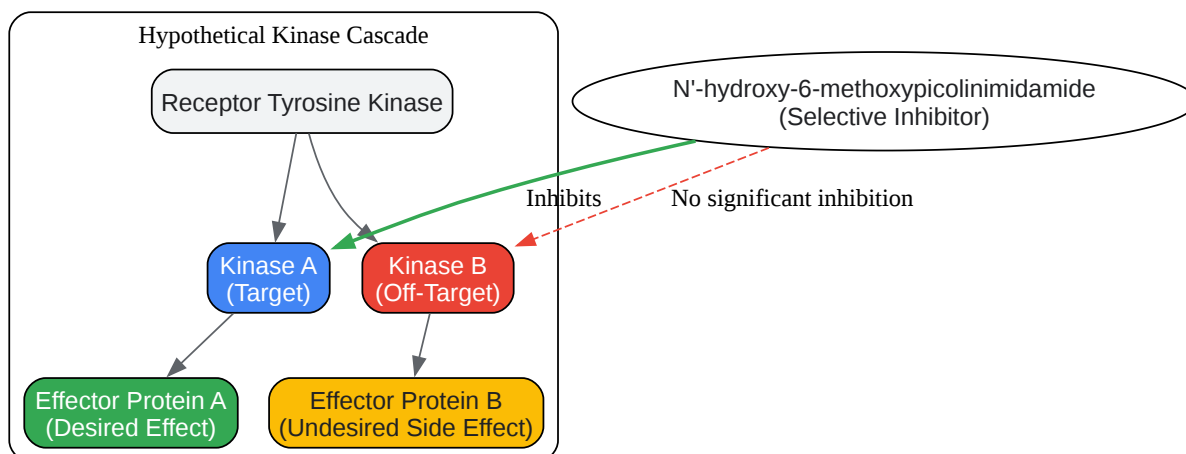 Hypothetical Kinase Cascade
Receptor Tyrosine Kinase
N'-hydroxy-6-methoxypicolinimidamide
(Selective Inhibitor)
Inhibits
No significant inhibition
Kinase A
(Target)
Kinase B
(Off-Target)
Effector Protein A
(Desired Effect)
Effector Protein B
(Undesired Side Effect)